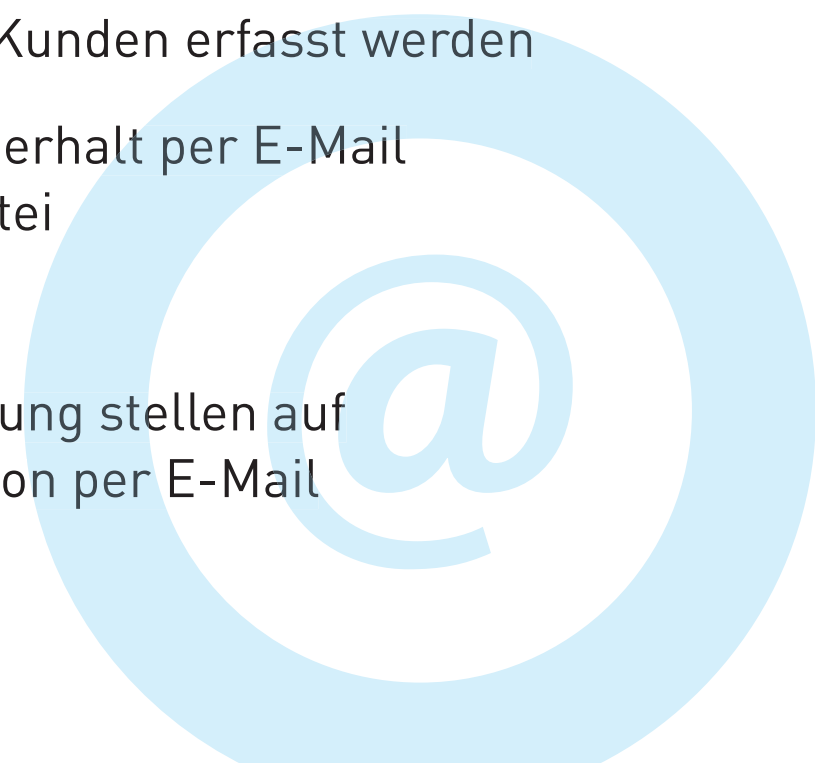 Kunden erfasst werden
erhalt per E-Mail
tei
ung stellen auf
on per E-Mail
@